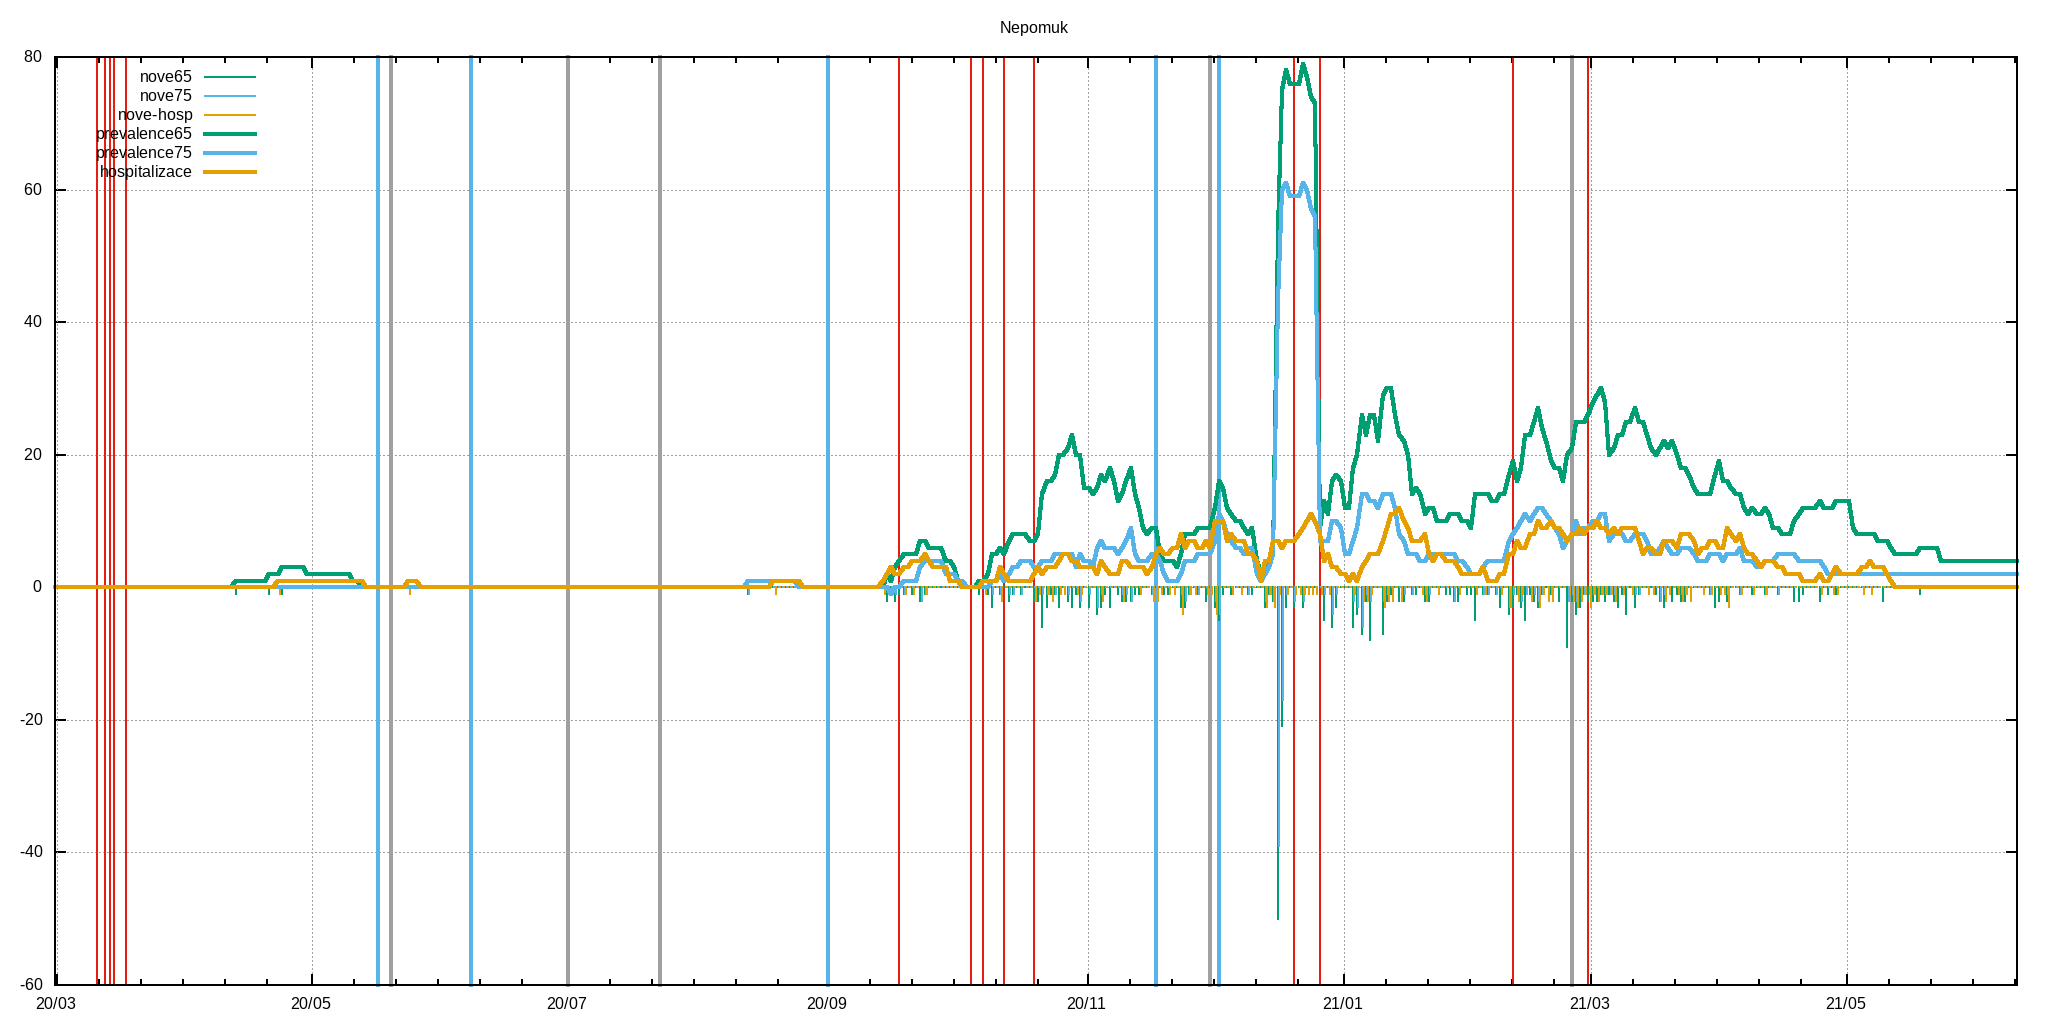 Nepomuk
80
60
40
20
0
-20
-40
-60
nove65
nove75
nove-hosp
prevalence65
prevalence75
hospitalizace
20/03 20/05 20/07 20/09 20/11 21/01 21/03 21/05